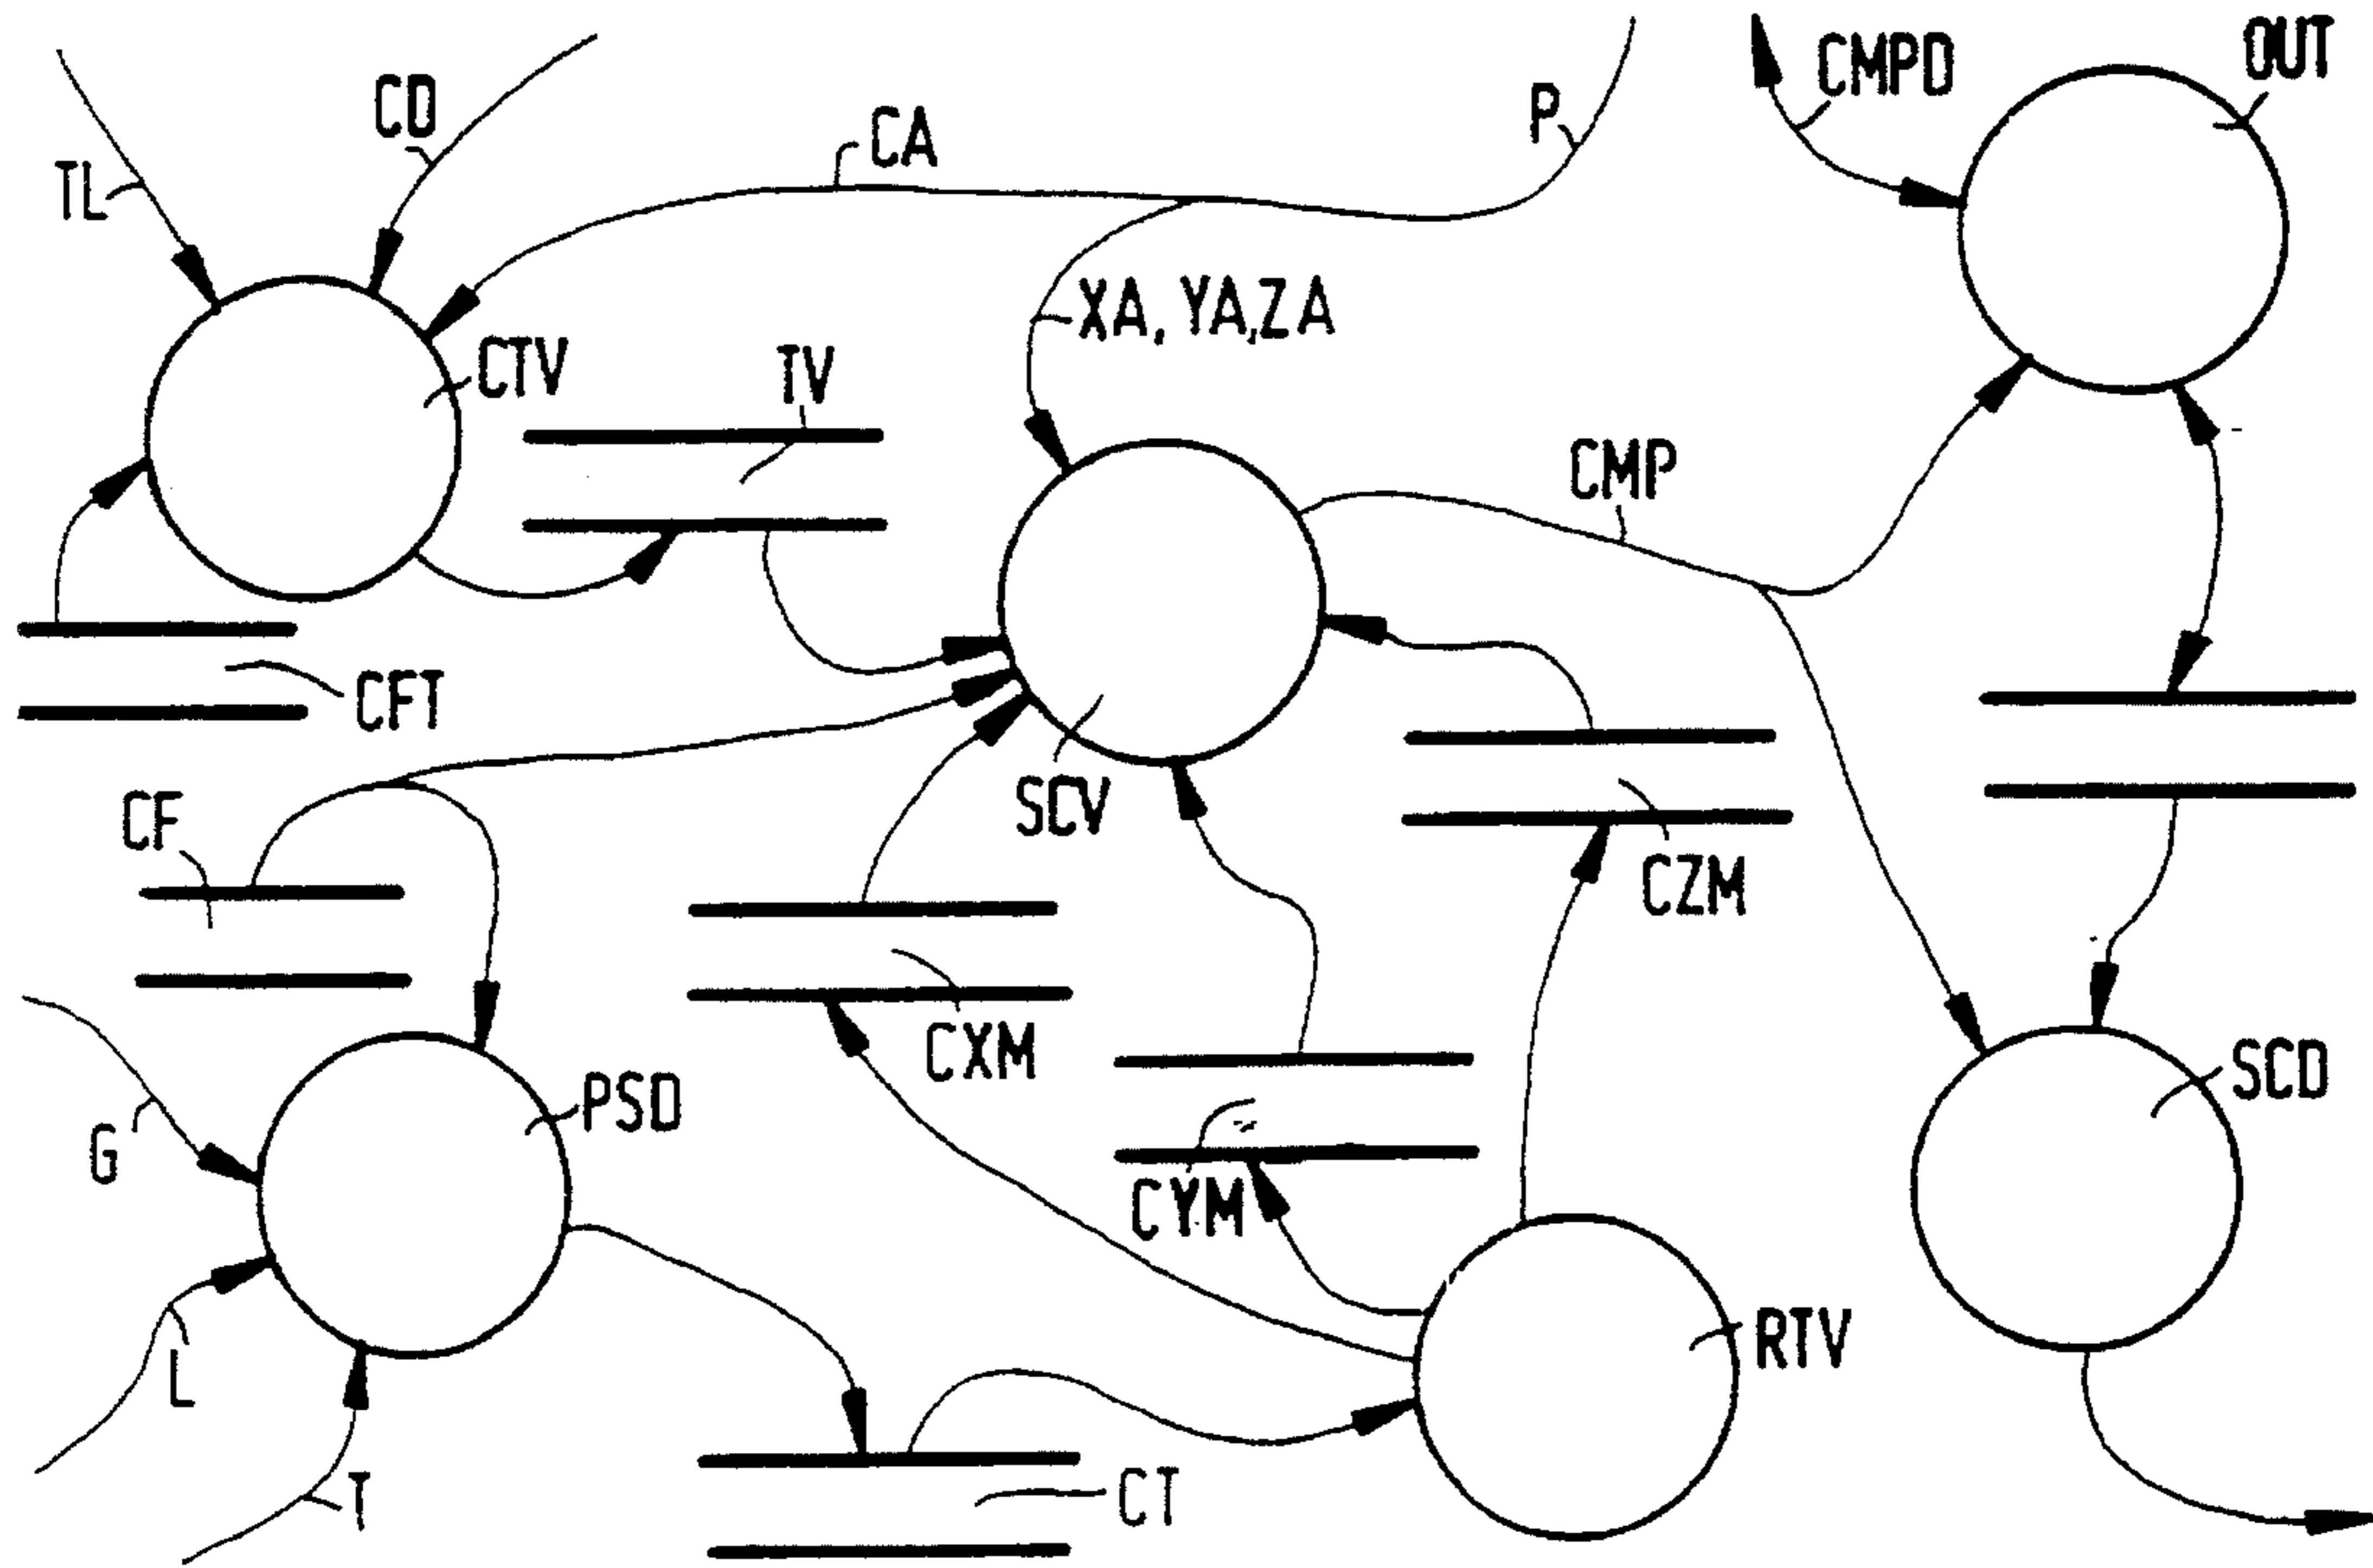 OUT
CMPD
CD
P
CA
TL
XA, YA, ZA
CTV
TV
CMP
CFT
SCV
CF
CZM
CXM
SCD
PSD
G
CYM
RTV
L
T
CT